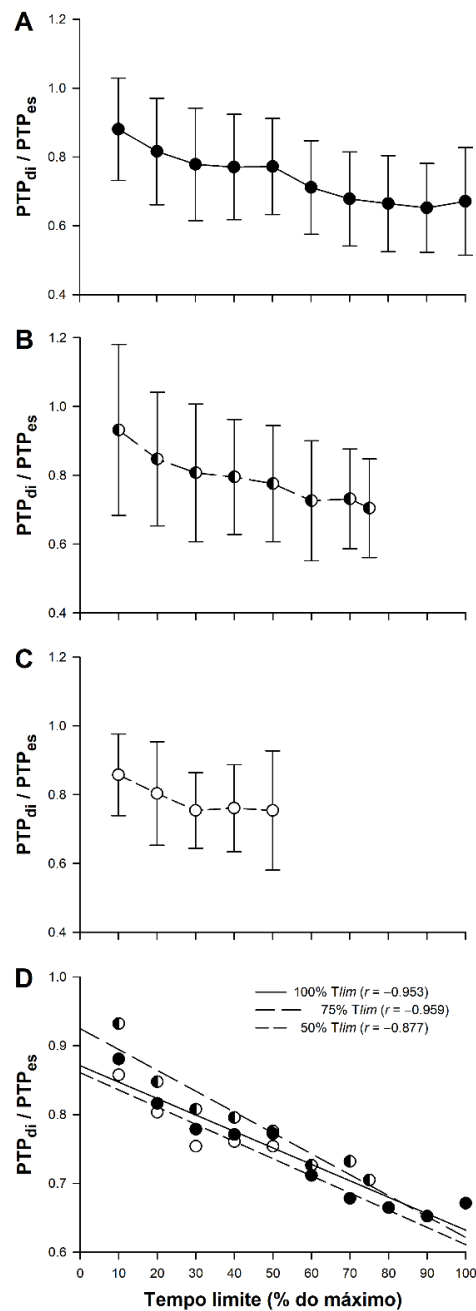 A
1.2
1.0
0.8
0.6
0.4
PTPdi / PTPes
B
1.2
1.0
0.8
0.6
0.4
PTPdi / PTPes
C
1.2
1.0
0.8
0.6
0.4
PTPdi / PTPes
D
1.0
0.9
0.8
0.7
0.6
PTPdi / PTPes
100% Tlim (r = −0.953)
75% Tlim (r = −0.959)
50% Tlim (r = −0.877)
0 10 20 30 40 50 60 70 80 90 100
Tempo limite (% do máximo)